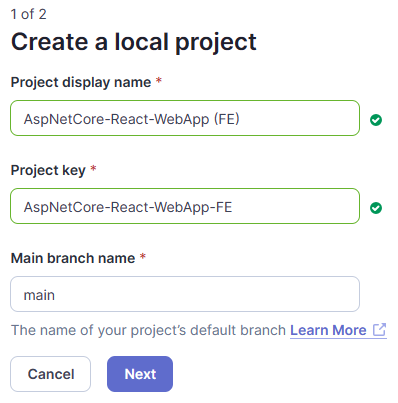 1 of 2
Create a local project
Project display name *
AspNetCore-React-WebApp (FE)
Project key *
AspNetCore-React-WebApp-FE
Main branch name *
main
The name of your project’s default branch Learn More
Cancel Next